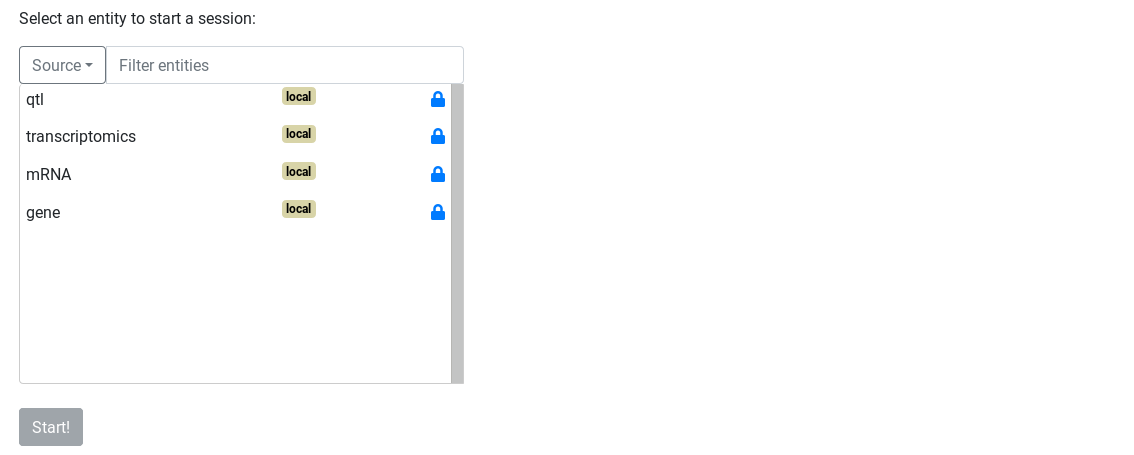 Select an entity to start a session:
Source Filter entities
qtl local
transcriptomics local
mRNA local
gene local
Start!